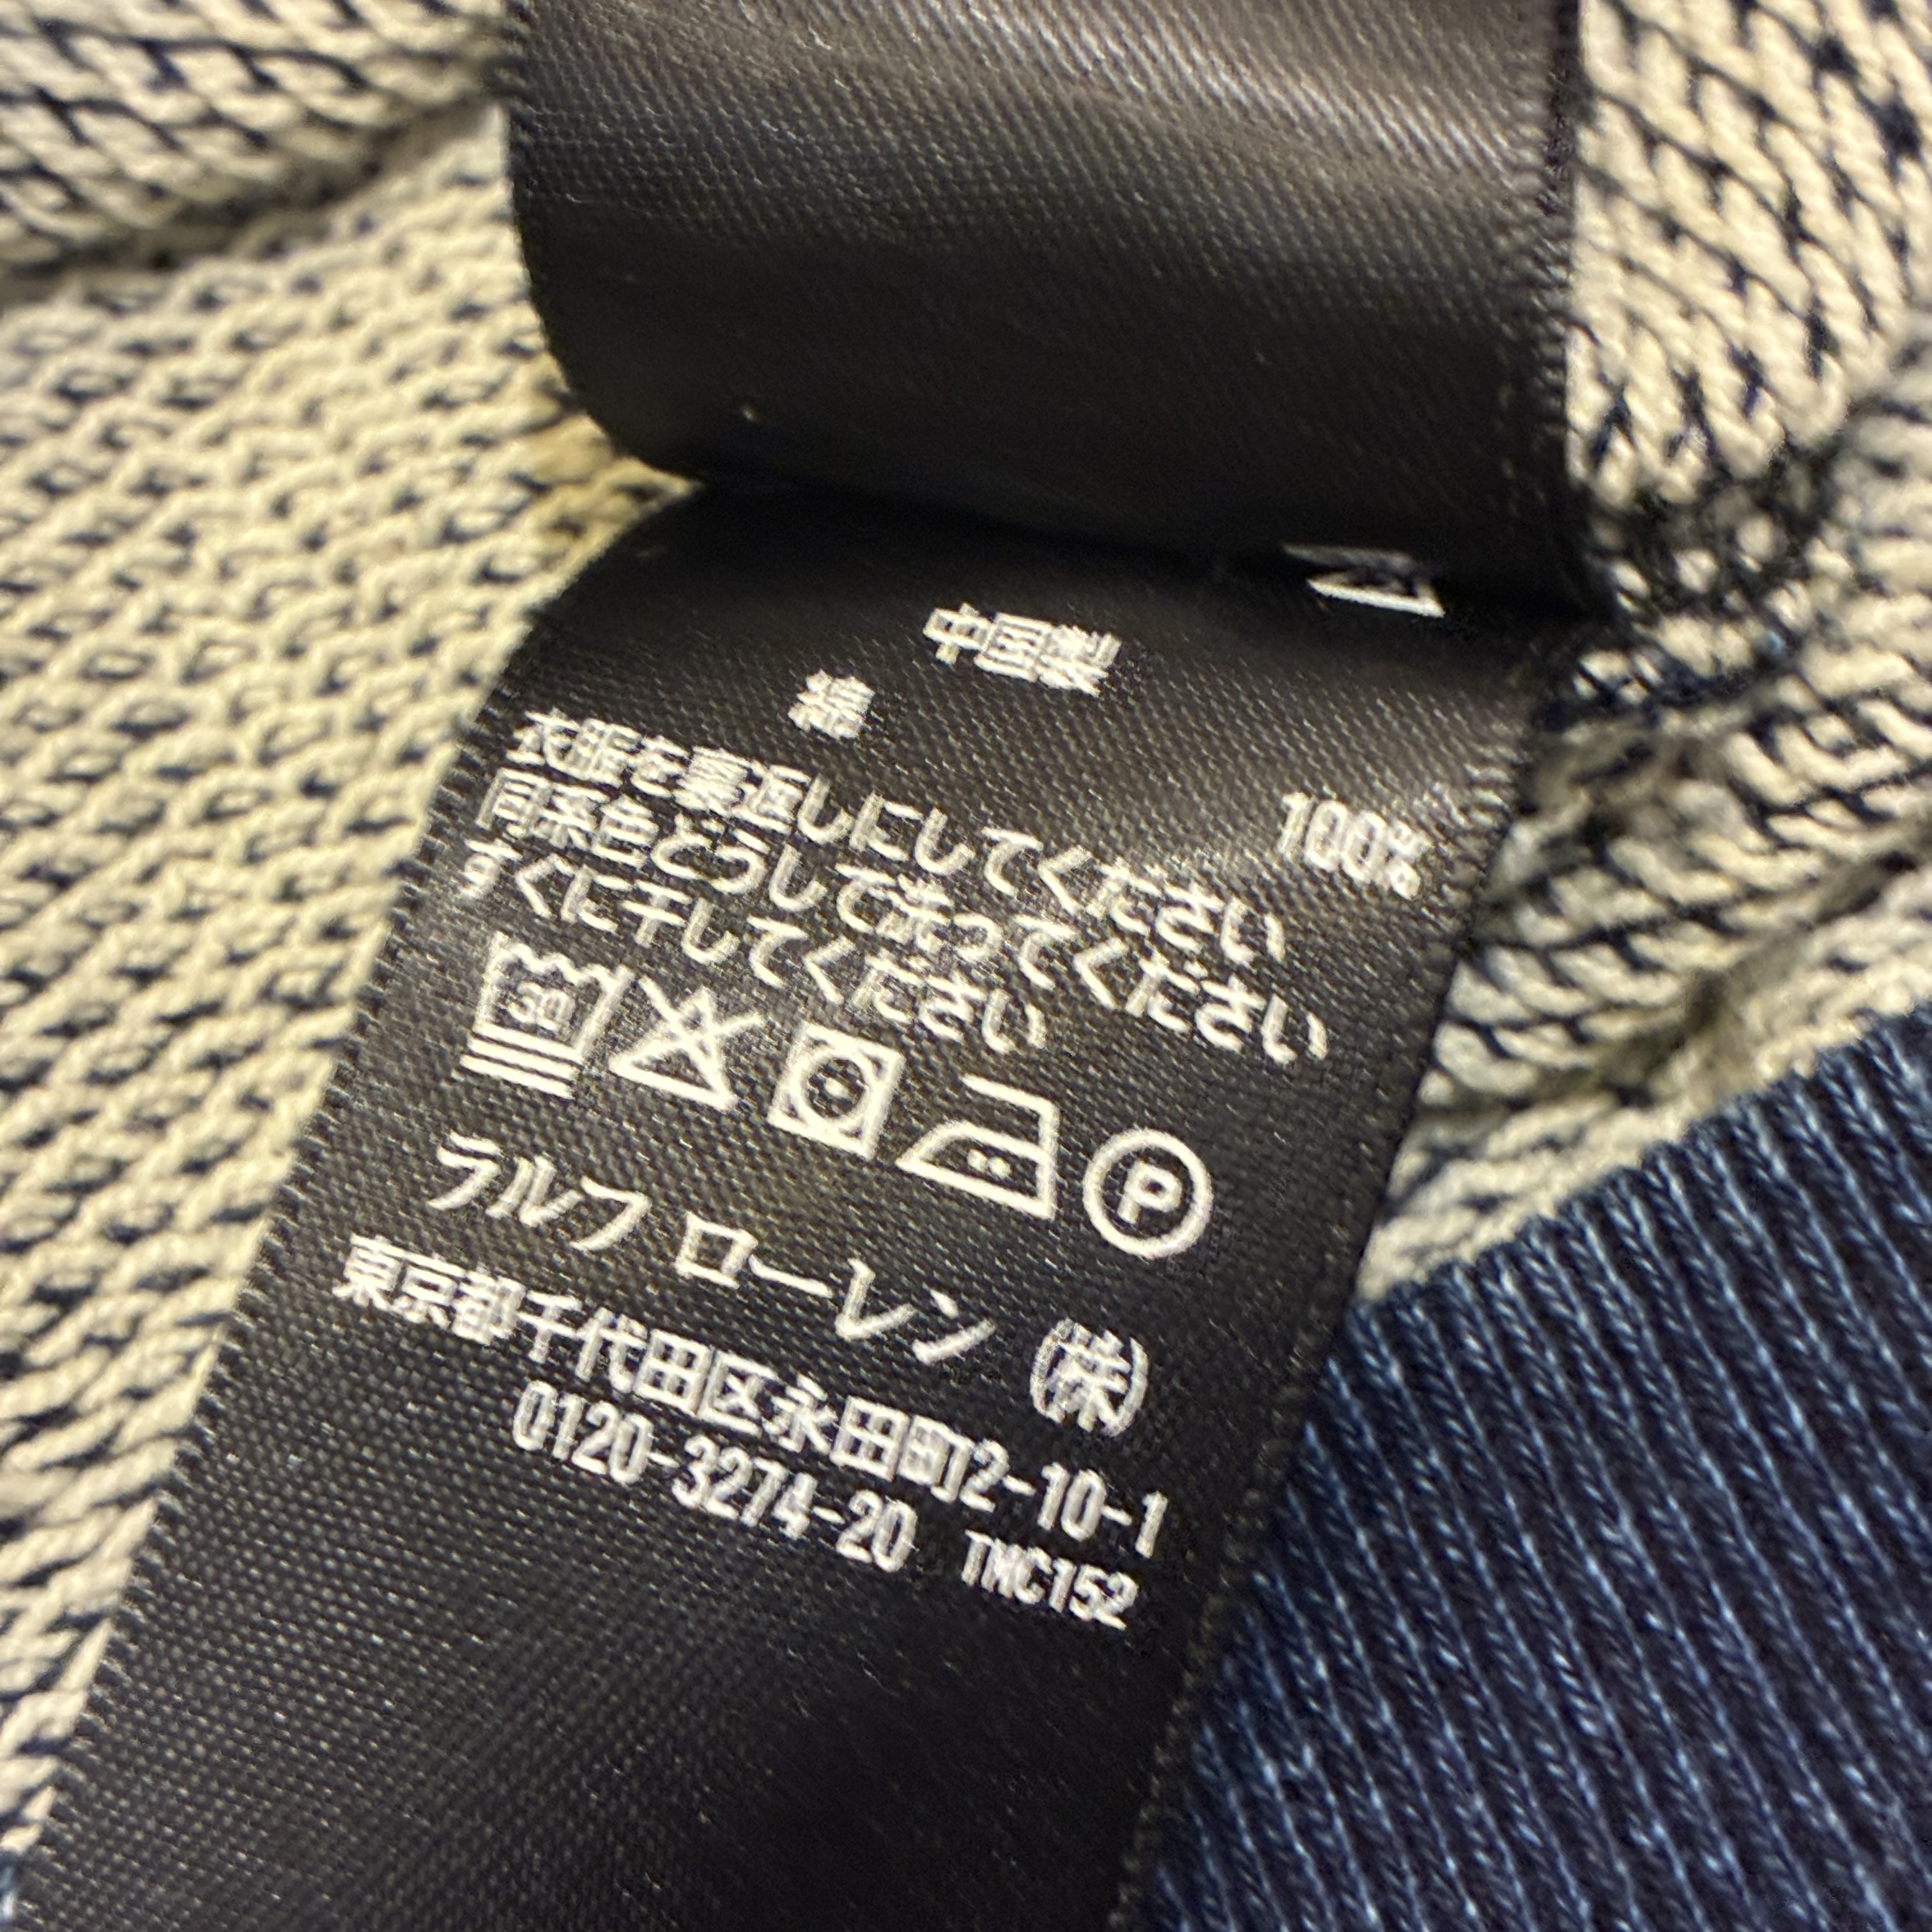 中国製
綿 100%
衣服を裏返しにしてください
同系色どうしで洗ってください
すぐに干してください
30
P
ラルフ ローレン ㈱
東京都千代田区永田町2-10-1
0120-3274-20 TMC152